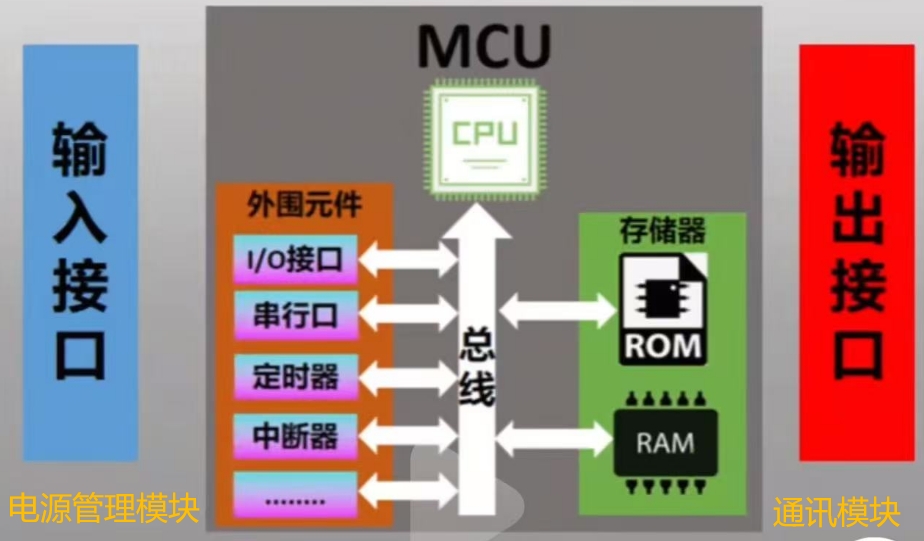 MCU
CPU
输入接口
外围元件
I/O接口
串行口
定时器
中断器
........
总线
存储器
ROM
RAM
输出接口
电源管理模块
通讯模块